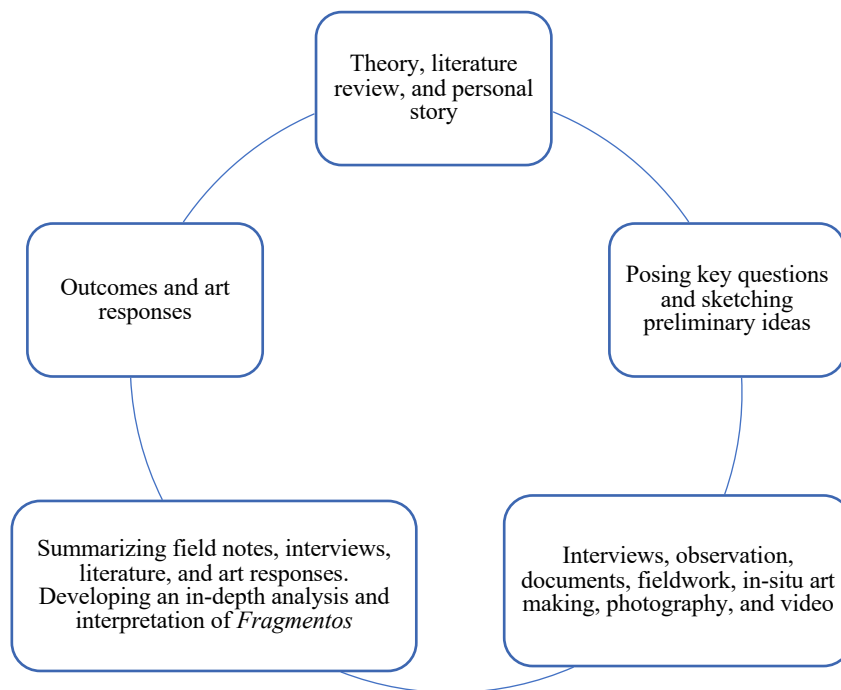 Theory, literature
review, and personal
story
Posing key questions
and sketching
preliminary ideas
Interviews, observation,
documents, fieldwork, in-situ art
making, photography, and video
Summarizing field notes, interviews,
literature, and art responses.
Developing an in-depth analysis and
interpretation of Fragmentos
Outcomes and art
responses